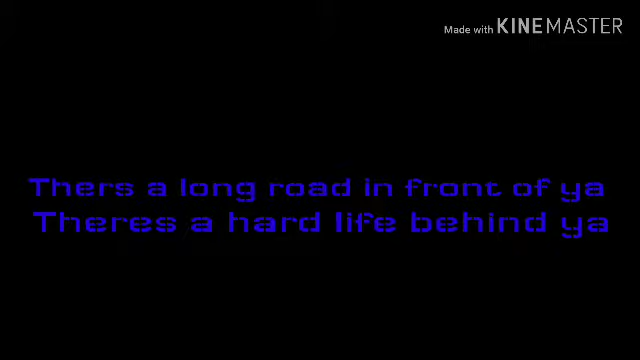 Made with KINEMASTER
Thers a long road in front of ya
Theres a hard life behind ya